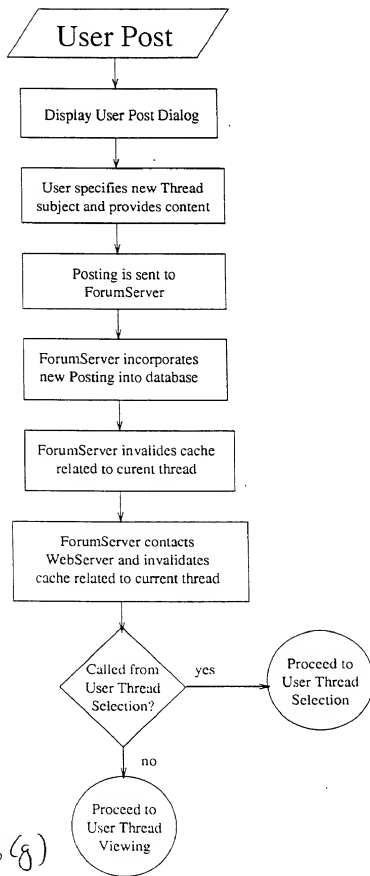 User Post
Display User Post Dialog
User specifies new Thread
subject and provides content
Posting is sent to
ForumServer
ForumServer incorporates
new Posting into database
ForumServer invalides cache
related to curent thread
ForumServer contacts
WebServer and invalidates
cache related to current thread
Called from
User Thread
Selection?
yes
Proceed to
User Thread
Selection
no
Proceed to
User Thread
Viewing
(g)